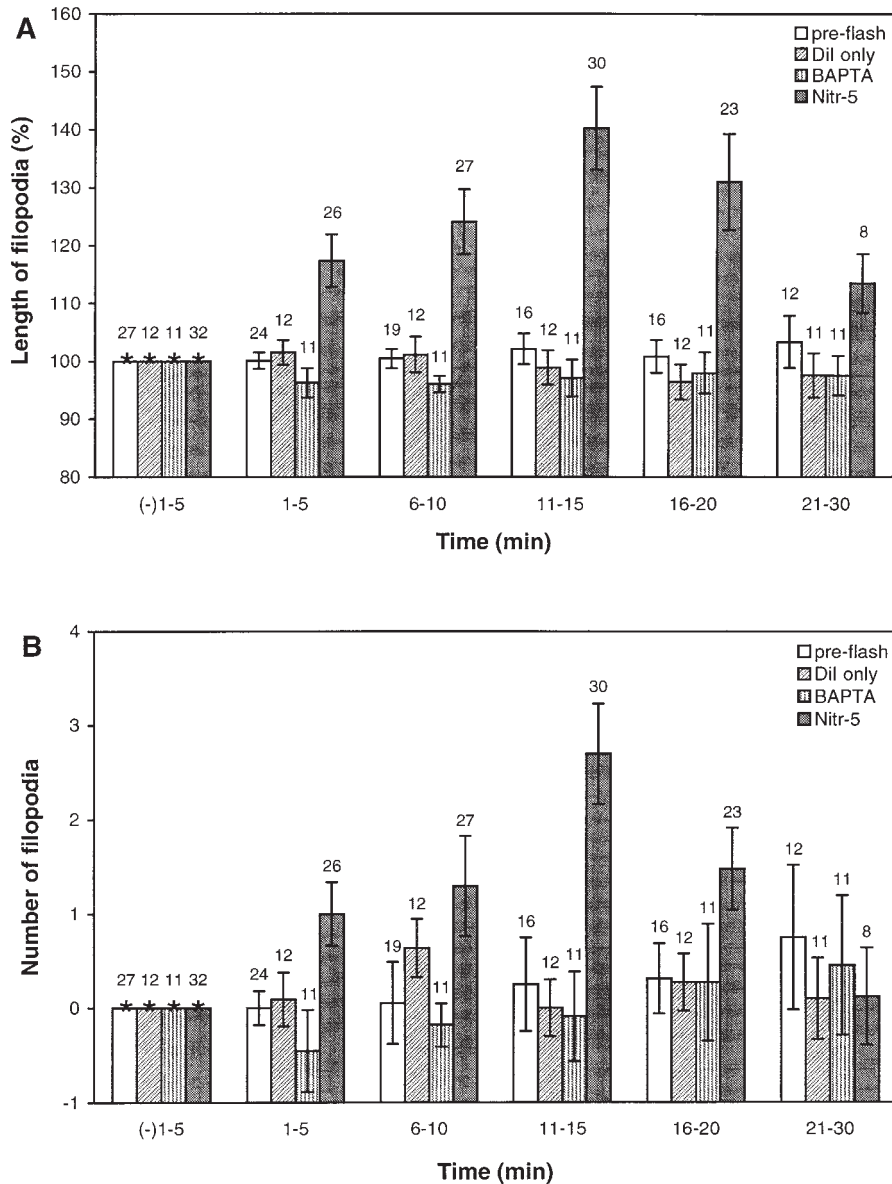 A
160
150
140
130
120
110
100
90
80
Length of filopodia (%)
pre-flash
DiI only
BAPTA
Nitr-5
27 12 11 32
24 12 11 26
19 12 11 27
16 12 11 30
16 12 11 23
12 11 11 8
* * * *
(-)1-5 1-5 6-10 11-15 16-20 21-30
Time (min)
B
4
3
2
1
0
-1
Number of filopodia
pre-flash
DiI only
BAPTA
Nitr-5
27 12 11 32
24 12 11 26
19 12 11 27
16 12 11 30
16 12 11 23
12 11 11 8
* * * *
(-)1-5 1-5 6-10 11-15 16-20 21-30
Time (min)